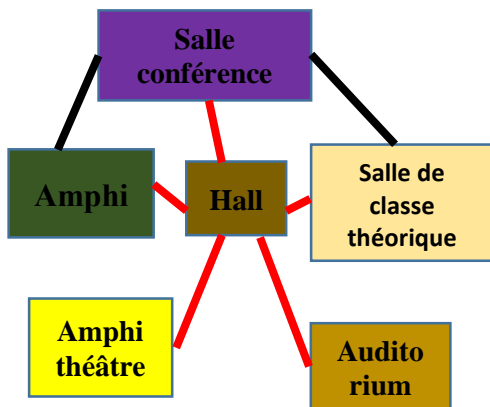 Salle
conférence
Amphi
Hall
Salle de
classe
théorique
Amphi
théâtre
Audito
rium